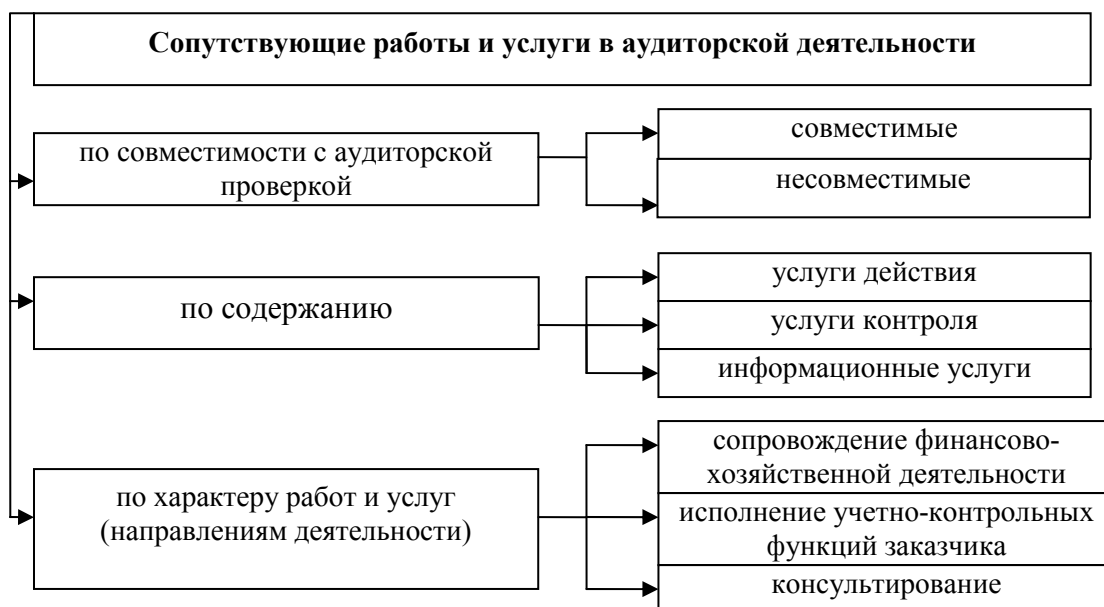 Сопутствующие работы и услуги в аудиторской деятельности
по совместимости с аудиторской
проверкой
совместимые
несовместимые
по содержанию
услуги действия
услуги контроля
информационные услуги
по характеру работ и услуг
(направлениям деятельности)
сопровождение финансово-
хозяйственной деятельности
исполнение учетно-контрольных
функций заказчика
консультирование